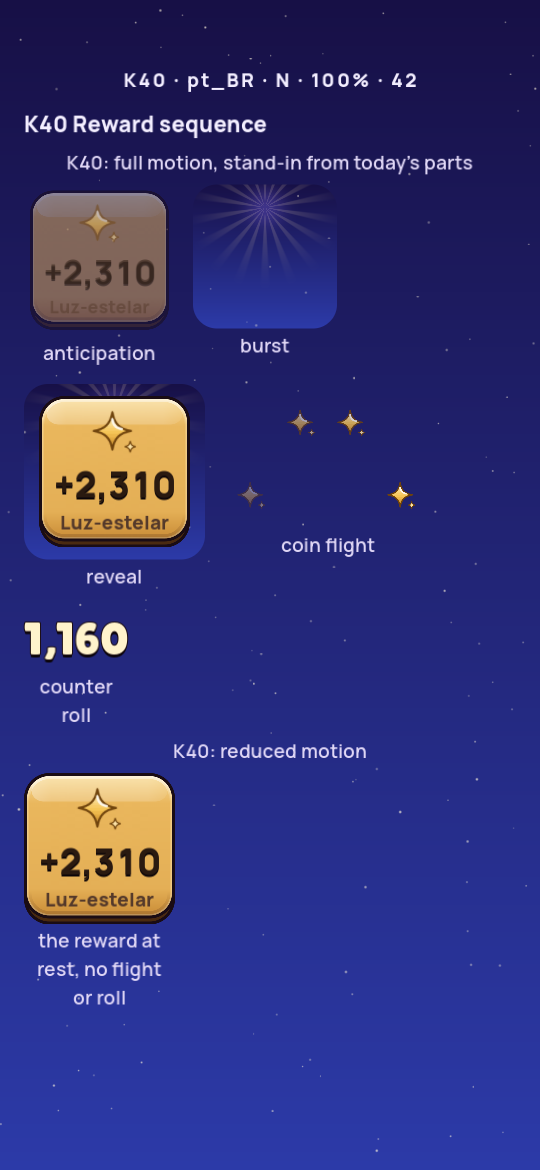 K40 · pt_BR · N · 100% · 42
K40 Reward sequence
K40: full motion, stand-in from today's parts
+2,310
Luz-estelar
anticipation
burst
+2,310
Luz-estelar
reveal
coin flight
1,160
counter
roll
K40: reduced motion
+2,310
Luz-estelar
the reward at
rest, no flight
or roll